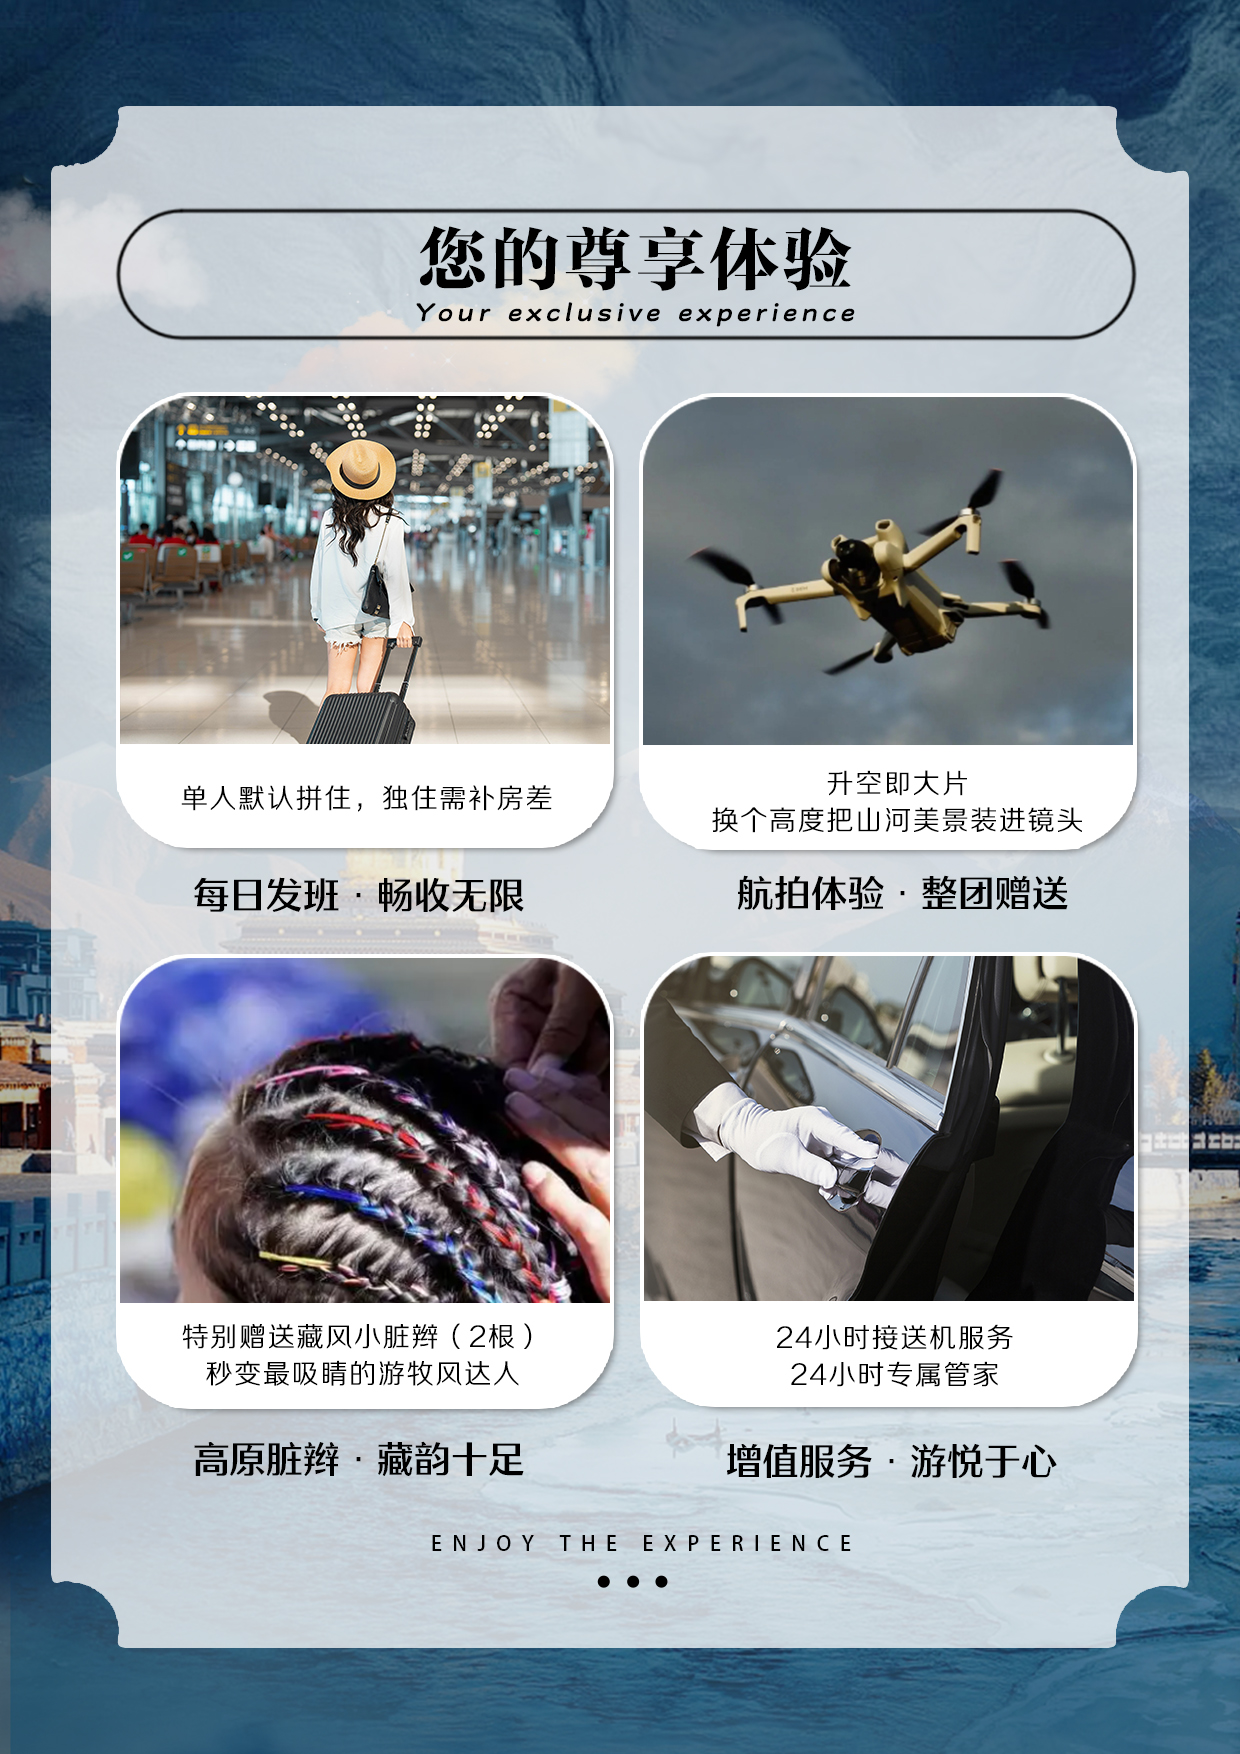 您的尊享体验
Your exclusive experience
单人默认拼住，独住需补房差
升空即大片
换个高度把山河美景装进镜头
每日发班·畅收无限
航拍体验·整团赠送
特别赠送藏风小脏辫（2根）
秒变最吸睛的游牧风达人
24小时接送机服务
24小时专属管家
高原脏辫·藏韵十足
增值服务·游悦于心
ENJOY THE EXPERIENCE